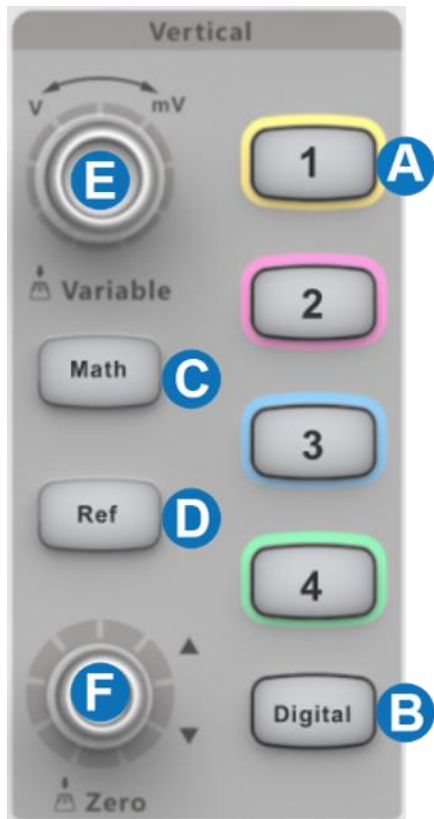 Vertical
V mV
E
1
A
Variable
2
Math
C
3
Ref
D
4
F
Digital
B
Zero